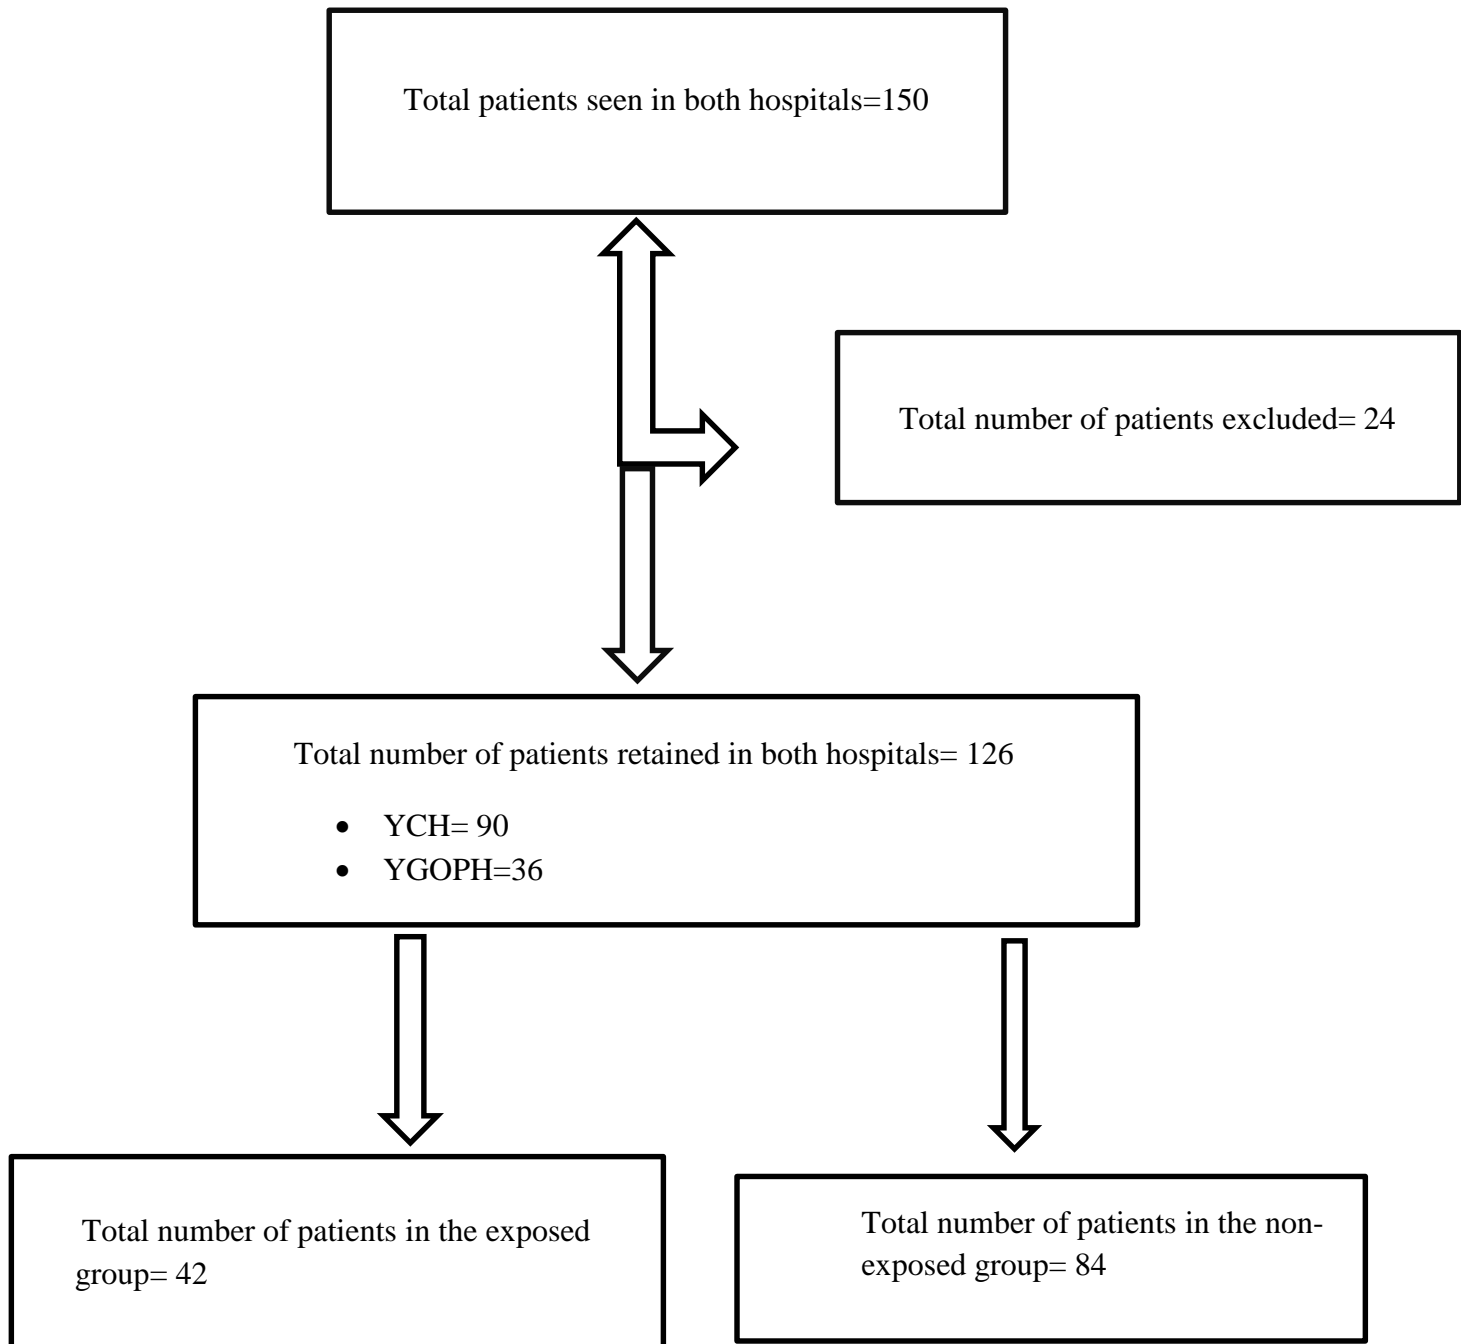 Total patients seen in both hospitals=150
Total number of patients excluded= 24
Total number of patients retained in both hospitals= 126
• YCH= 90
• YGOPH=36
Total number of patients in the exposed
group= 42
Total number of patients in the non-
exposed group= 84